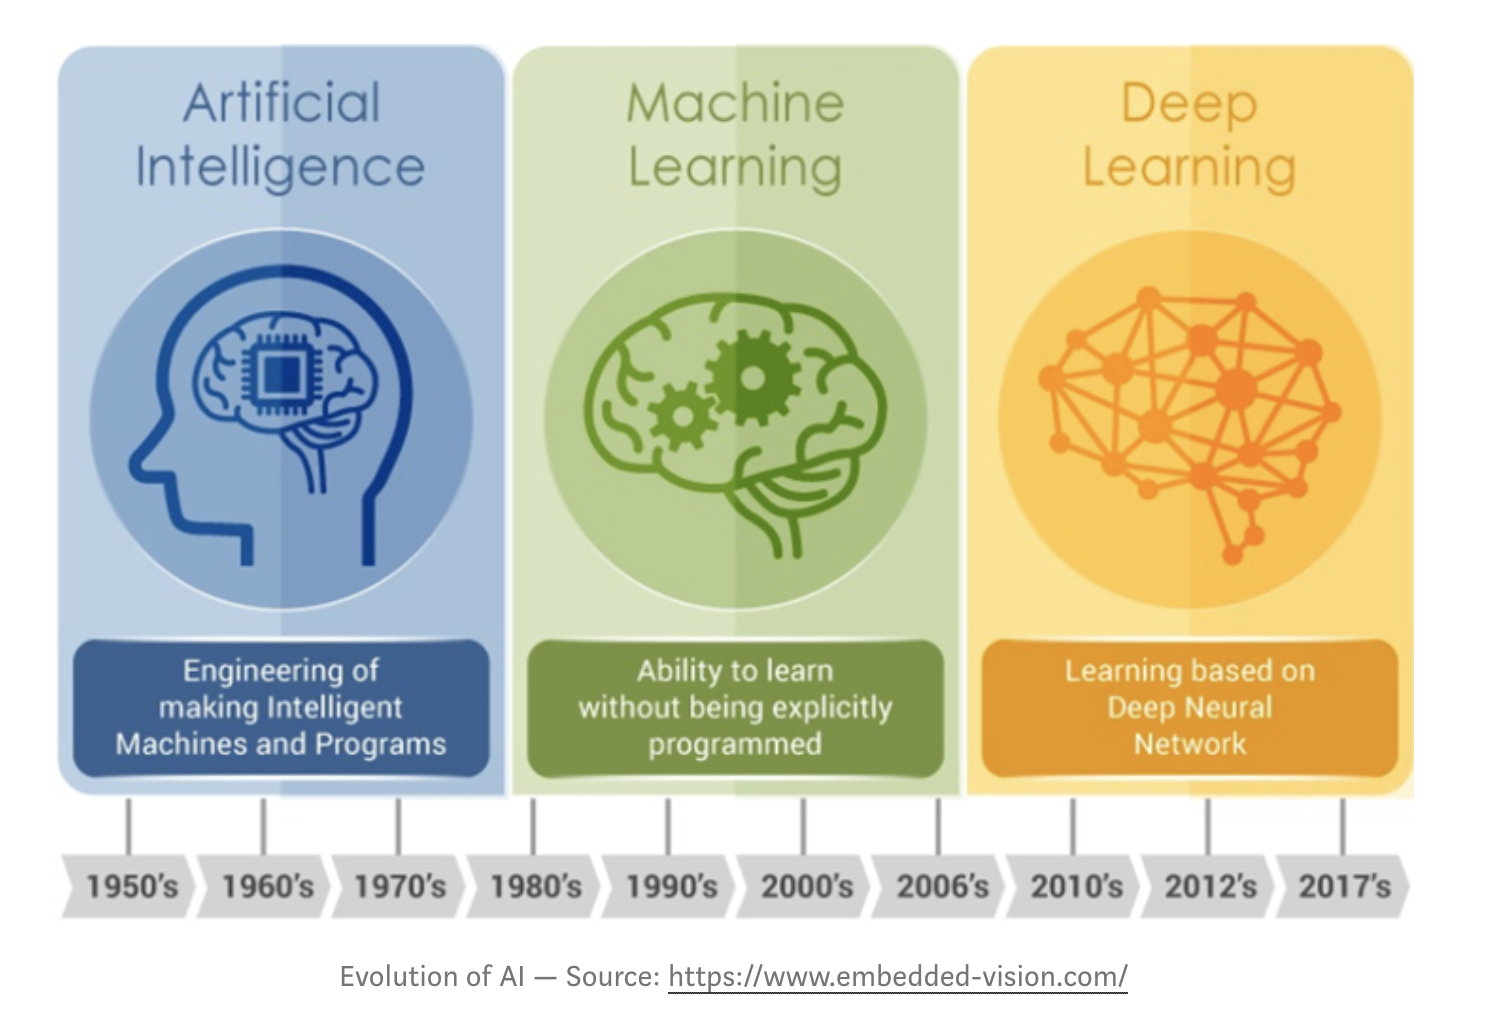 Artificial
Intelligence
Machine
Learning
Deep
Learning
Engineering of
making Intelligent
Machines and Programs
Ability to learn
without being explicitly
programmed
Learning based on
Deep Neural
Network
1950's
1960's
1970's
1980's
1990's
2000's
2006's
2010's
2012's
2017's
Evolution of AI — Source: https://www.embedded-vision.com/